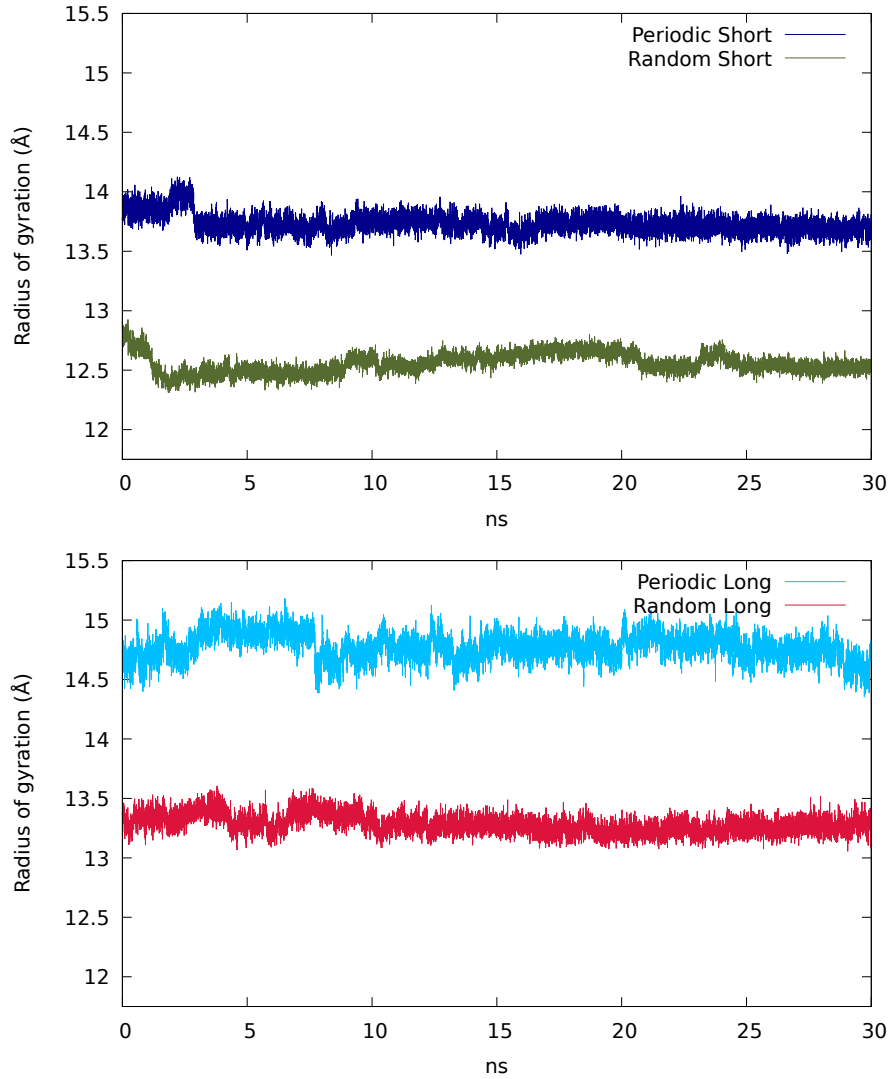 15.5
15
14.5
14
13.5
13
12.5
12
Radius of gyration (Å)
Periodic Short
Random Short
0 5 10 15 20 25 30
ns
15.5
15
14.5
14
13.5
13
12.5
12
Radius of gyration (Å)
Periodic Long
Random Long
0 5 10 15 20 25 30
ns